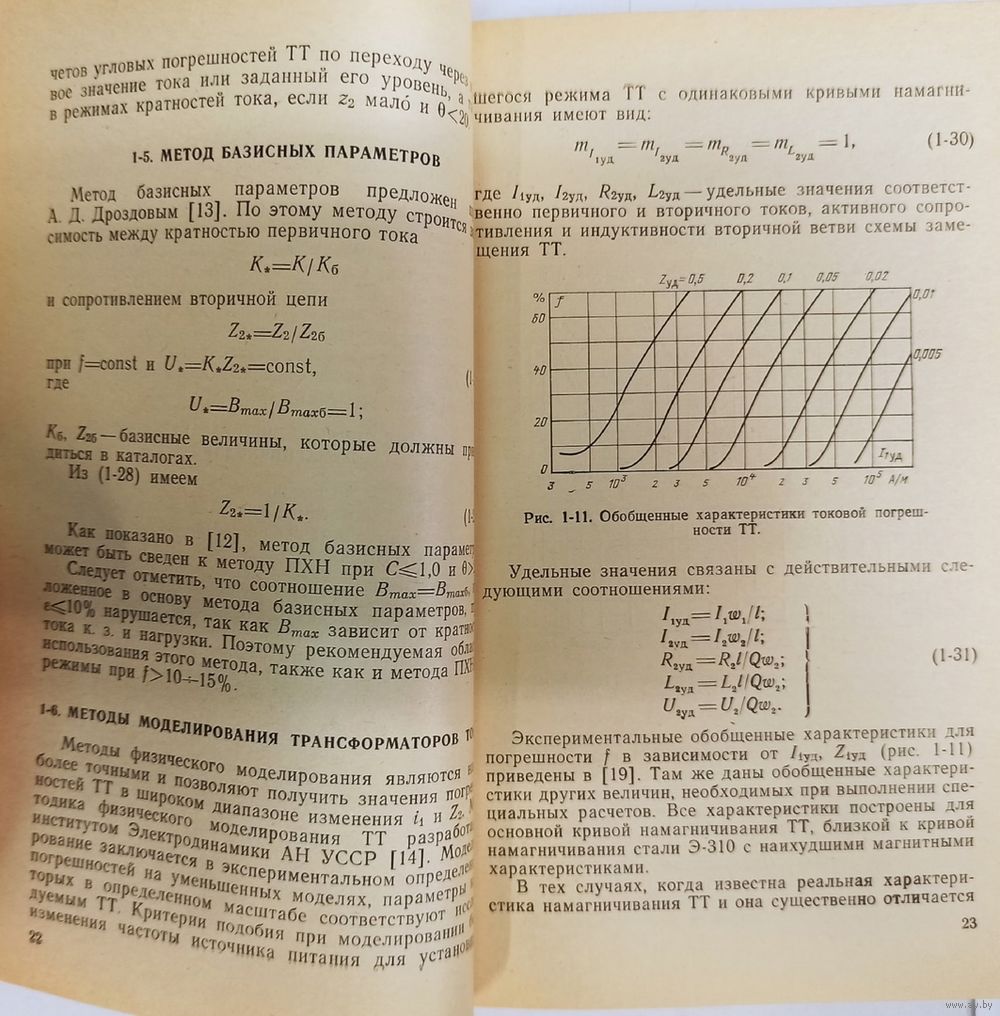 четов угловых погрешностей ТТ по переходу через
вое значение тока или заданный его уровень, а
в режимах кратностей тока, если z₂ мало́ и θ<20
1-5. МЕТОД БАЗИСНЫХ ПАРАМЕТРОВ
Метод базисных параметров предложен
А. Д. Дроздовым [13]. По этому методу строится
симость между кратностью первичного тока
K*=K/Kб
и сопротивлением вторичной цепи
Z2*=Z2/Z2б
при f=const и U*=K*Z2*=const,
где
U*=Bmax/Bmaxб=1;
Kб, Z2б — базисные величины, которые должны при
диться в каталогах.
Из (1-28) имеем
Z2*=1/K*.
Как показано в [12], метод базисных парамет
может быть сведен к методу ПХН при C⩽1,0 и θ>
Следует отметить, что соотношение Bmax=Bmaxб,
ложенное в основу метода базисных параметров,
ε⩽10% нарушается, так как Bmax зависит от кратнос
тока к. з. и нагрузки. Поэтому рекомендуемая обла
использования этого метода, также как и метода ПХН
режимы при f>10÷15%.
1-6. МЕТОДЫ МОДЕЛИРОВАНИЯ ТРАНСФОРМАТОРОВ ТО
Методы физического моделирования являются
более точными и позволяют получить значения погре
ностей ТТ в широком диапазоне изменения i₁ и Z₂.
тодика физического моделирования ТТ разработа
институтом Электродинамики АН УССР [14]. Моде
рование заключается в экспериментальном определе
погрешностей на уменьшенных моделях, параметры
торых в определенном масштабе соответствуют иссл
дуемым ТТ. Критерии подобия при моделировании
изменения частоты источника питания для установи
22
шегося режима ТТ с одинаковыми кривыми намагни-
чивания имеют вид:
m I1уд = m I2уд = m R2уд = m L2уд = 1, (1-30)
где I1уд, I2уд, R2уд, L2уд — удельные значения соответст-
венно первичного и вторичного токов, активного сопро-
тивления и индуктивности вторичной ветви схемы заме-
щения ТТ.
Zуд=0,5 0,2 0,1 0,05 0,02
% f 0,01
60
0,005
40
20
I1уд
0
3 5 10³ 2 3 5 10⁴ 2 3 5 10⁵ А/м
Рис. 1-11. Обобщенные характеристики токовой погреш-
ности ТТ.
Удельные значения связаны с действительными сле-
дующими соотношениями:
I1уд = I₁w₁/l;
I2уд = I₂w₂/l;
R2уд = R₂l/Qw₂; (1-31)
L2уд = L₂l/Qw₂;
U2уд = U₂/Qw₂.
Экспериментальные обобщенные характеристики для
погрешности f в зависимости от I1уд, Z1уд (рис. 1-11)
приведены в [19]. Там же даны обобщенные характери-
стики других величин, необходимых при выполнении спе-
циальных расчетов. Все характеристики построены для
основной кривой намагничивания ТТ, близкой к кривой
намагничивания стали Э-310 с наихудшими магнитными
характеристиками.
В тех случаях, когда известна реальная характери-
стика намагничивания ТТ и она существенно отличается
23
www.ay.by